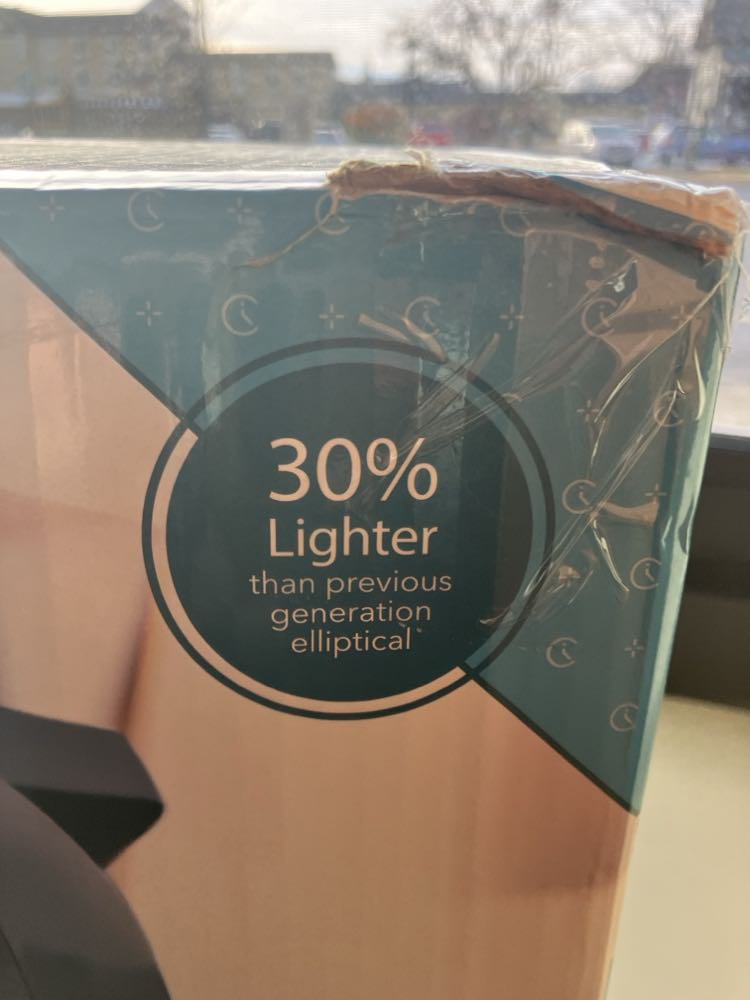 30%
Lighter
than previous
generation
elliptical*